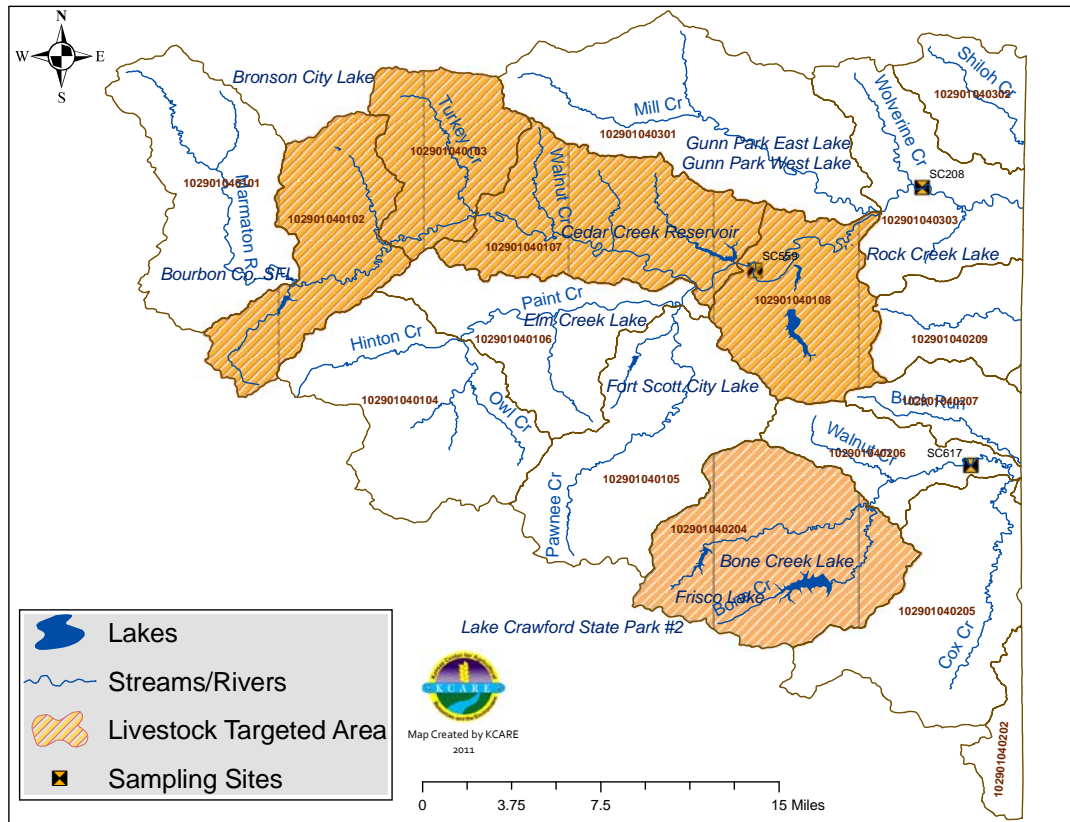 N
W E
S
Bronson City Lake
Shiloh Cr
102901040302
Wolverine Cr
Mill Cr
102901040301
Turkey Cr
102901040103
Gunn Park East Lake
Gunn Park West Lake
SC208
102901040101
Marmaton R
Walnut Cr
102901040102
102901040303
Cedar Creek Reservoir
102901040107
Rock Creek Lake
SC559
Bourbon Co. SFL
102901040108
Paint Cr
Elm Creek Lake
Hinton Cr
102901040106
102901040209
Fort Scott City Lake
102901040104
Owl Cr
102901040207
Buck Run
Walnut Cr
102901040206
SC617
102901040105
Pawnee Cr
102901040204
Bone Creek Lake
Frisco Lake
Bone Cr
102901040205
Cox Cr
Lake Crawford State Park #2
102901040202
Lakes
Streams/Rivers
Livestock Targeted Area
Sampling Sites
KCARE
Map Created by KCARE
2011
0 3.75 7.5 15 Miles